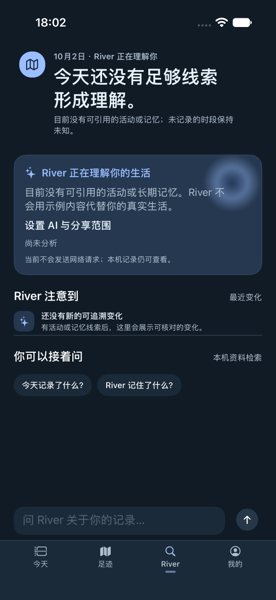 18:02
10月2日 · River 正在理解你
今天还没有足够线索
形成理解。
目前没有可引用的活动或记忆；未记录的时段保持
未知。
River 正在理解你的生活
目前没有可引用的活动或长期记忆。River 不
会用示例内容代替你的真实生活。
设置 AI 与分享范围
尚未分析
当前不会发送网络请求；本机记录仍可查看。
River 注意到
最近变化
还没有新的可追溯变化
有活动或记忆线索后，这里会展示可核对的变化。
你可以接着问
本机资料检索
今天记录了什么?
River 记住了什么?
问 River 关于你的记录...
今天
足迹
River
我的